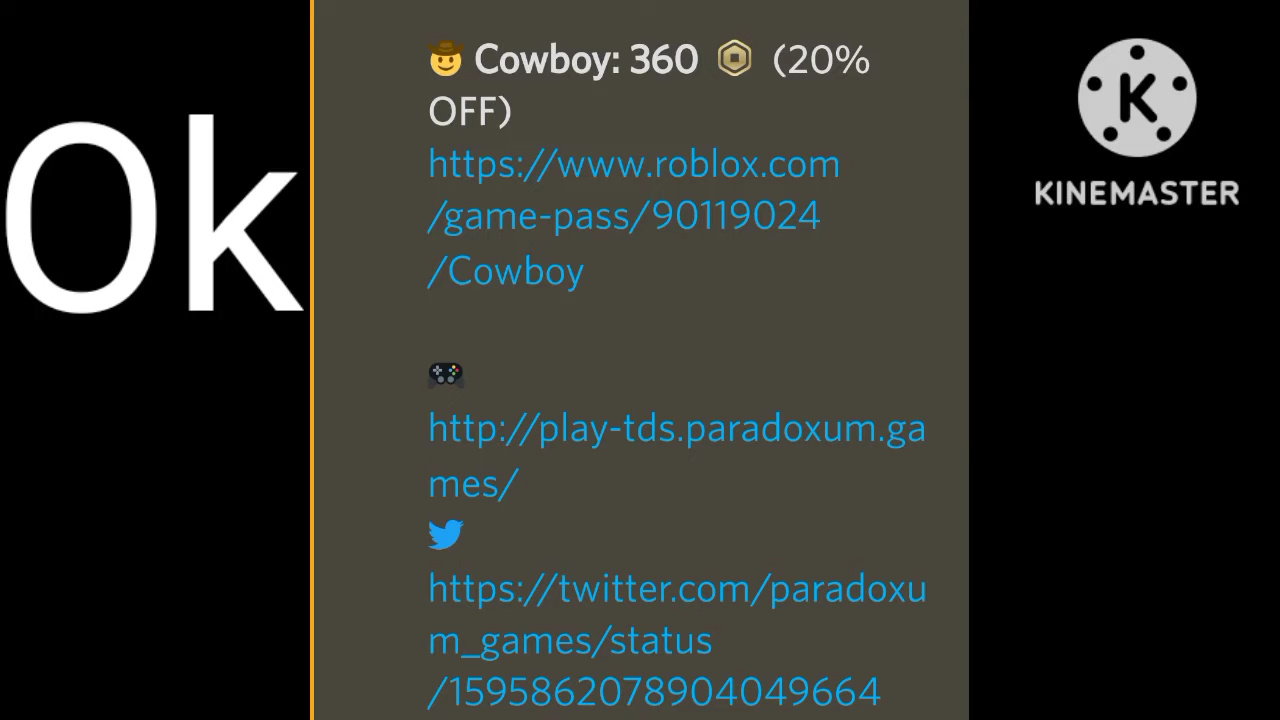 Ok
Cowboy: 360 (20%
OFF)
https://www.roblox.com
/game-pass/90119024
/Cowboy
http://play-tds.paradoxum.ga
mes/
https://twitter.com/paradoxu
m_games/status
/1595862078904049664
K
KINEMASTER